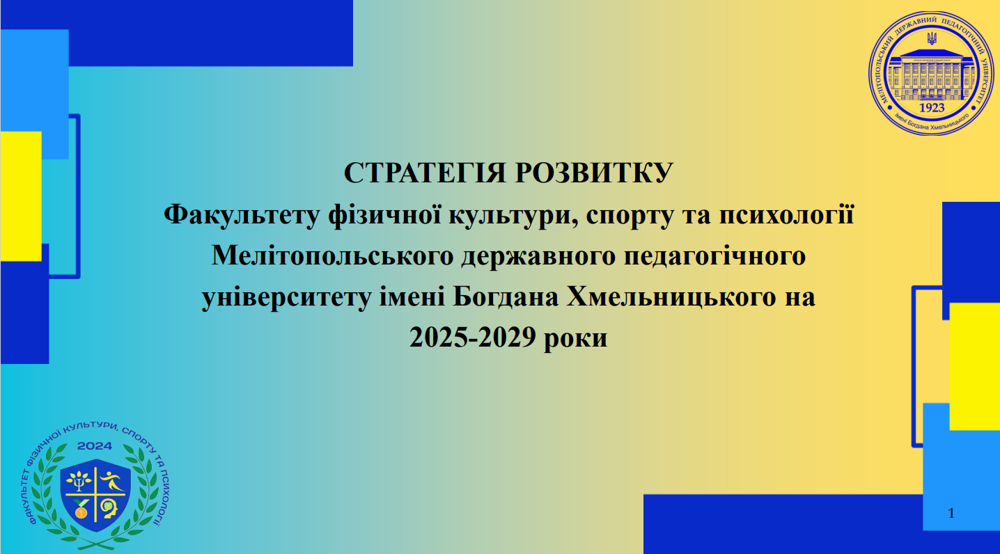 МЕЛІТОПОЛЬСЬКИЙ ДЕРЖАВНИЙ ПЕДАГОГІЧНИЙ УНІВЕРСИТЕТ
1923
імені Богдана Хмельницького
СТРАТЕГІЯ РОЗВИТКУ
Факультету фізичної культури, спорту та психології
Мелітопольського державного педагогічного
університету імені Богдана Хмельницького на
2025-2029 роки
ФАКУЛЬТЕТ ФІЗИЧНОЇ КУЛЬТУРИ, СПОРТУ ТА ПСИХОЛОГІЇ
2024
1
1